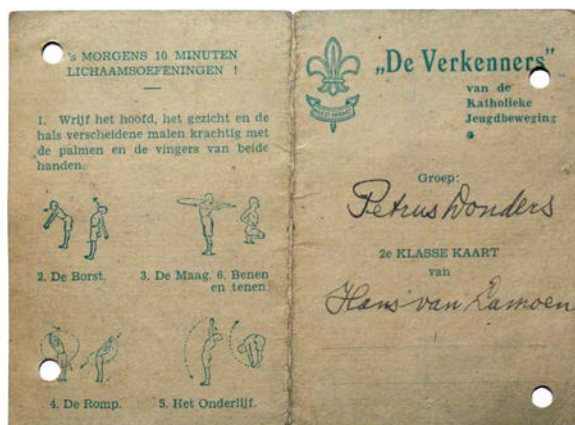 's MORGENS 10 MINUTEN
LICHAAMSOEFENINGEN !
1. Wrijf het hoofd, het gezicht en de
hals verscheidene malen krachtig met
de palmen en de vingers van beide
handen.
2. De Borst.
3. De Maag. 6. Benen
en tenen.
4. De Romp.
5. Het Onderlijf.
„De Verkenners"
van de
Katholieke
Jeugdbeweging
Groep:
Petrus Donders
2e KLASSE KAART
van
Hans van Lamoen